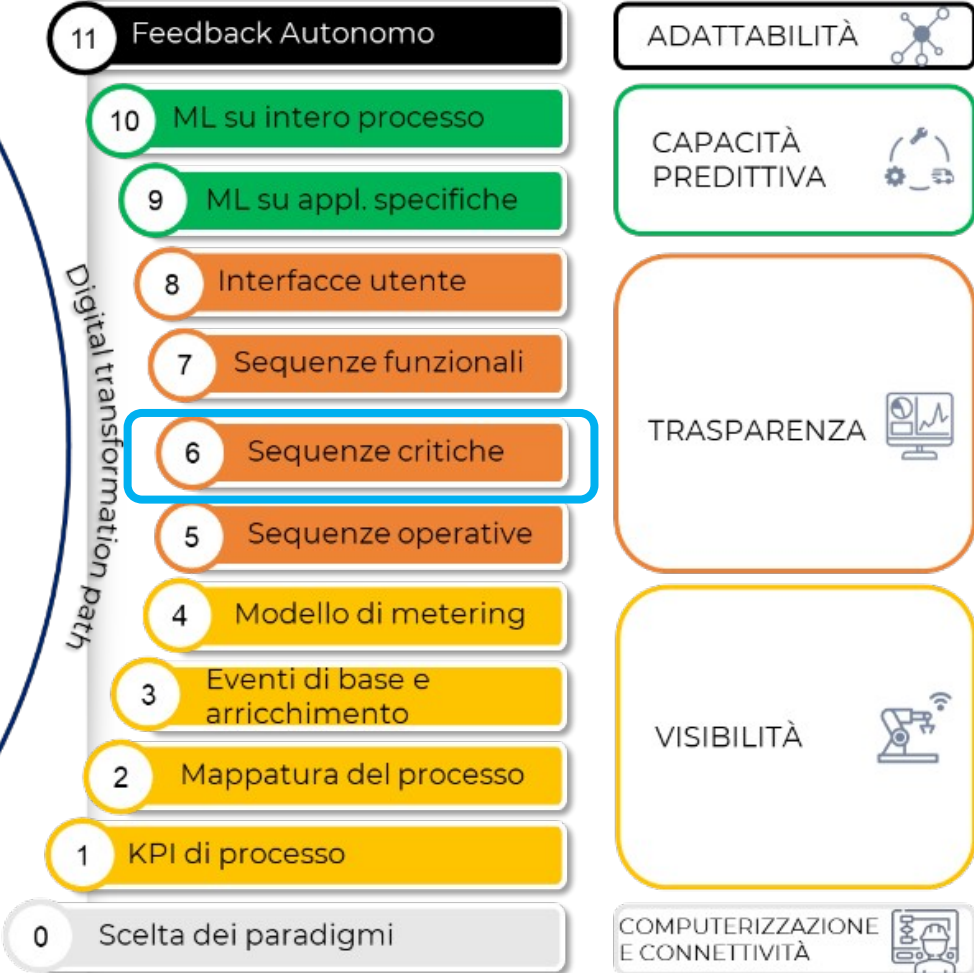 11 Feedback Autonomo
ADATTABILITÀ
10 ML su intero processo
CAPACITÀ
PREDITTIVA
9 ML su appl. specifiche
8 Interfacce utente
7 Sequenze funzionali
TRASPARENZA
6 Sequenze critiche
5 Sequenze operative
Digital transformation path
4 Modello di metering
3 Eventi di base e
arricchimento
VISIBILITÀ
2 Mappatura del processo
1 KPI di processo
0 Scelta dei paradigmi
COMPUTERIZZAZIONE
E CONNETTIVITÀ